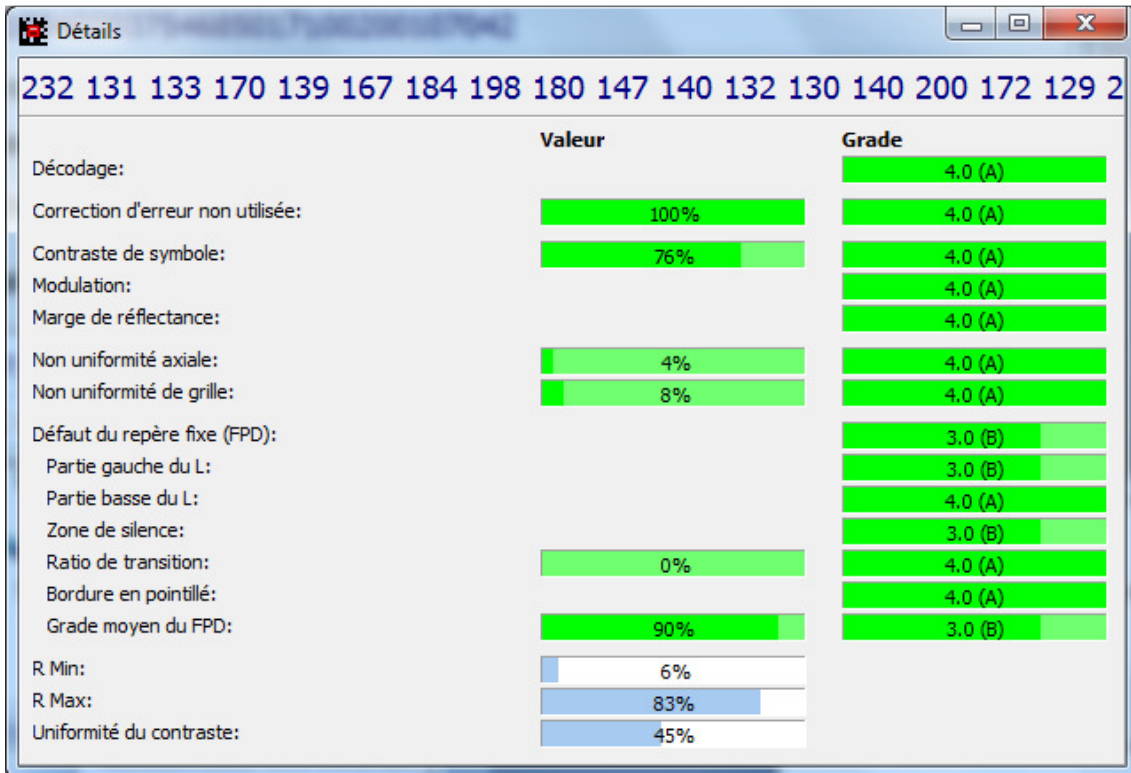 Détails
232 131 133 170 139 167 184 198 180 147 140 132 130 140 200 172 129 2
Valeur Grade
Décodage: 4.0 (A)
Correction d'erreur non utilisée: 100% 4.0 (A)
Contraste de symbole: 76% 4.0 (A)
Modulation: 4.0 (A)
Marge de réflectance: 4.0 (A)
Non uniformité axiale: 4% 4.0 (A)
Non uniformité de grille: 8% 4.0 (A)
Défaut du repère fixe (FPD): 3.0 (B)
Partie gauche du L: 3.0 (B)
Partie basse du L: 4.0 (A)
Zone de silence: 3.0 (B)
Ratio de transition: 0% 4.0 (A)
Bordure en pointillé: 4.0 (A)
Grade moyen du FPD: 90% 3.0 (B)
R Min: 6%
R Max: 83%
Uniformité du contraste: 45%